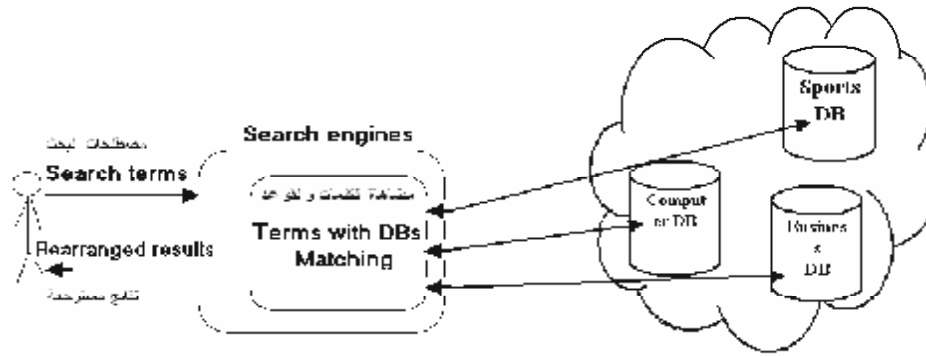 Search engines
مصطلحات البحث
Search terms
Terms with DBs
Matching
Rearranged results
نتائج
Sports
DB
Comput
er DB
Busines
s
DB